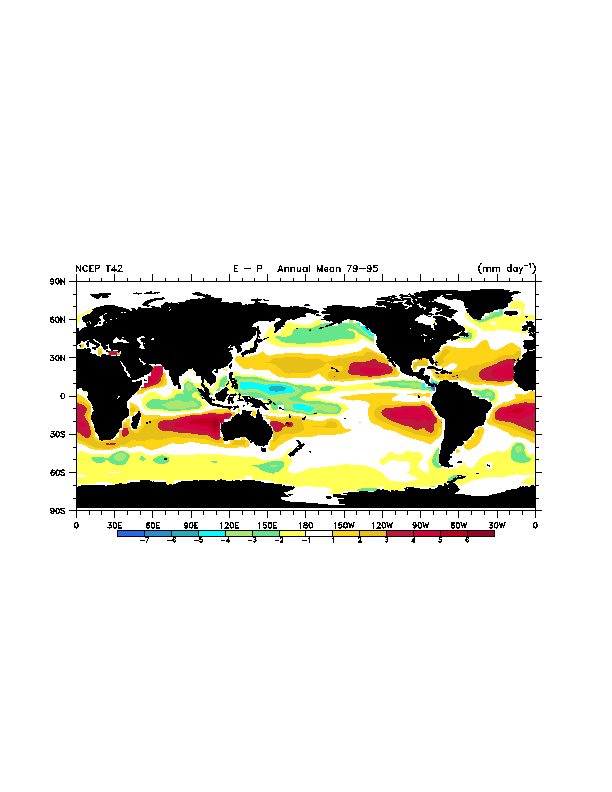 NCEP T42 E – P Annual Mean 79–95 (mm day⁻¹)
90N
60N
30N
0
30S
60S
90S
0 30E 60E 90E 120E 150E 180 150W 120W 90W 60W 30W 0
-7 -6 -5 -4 -3 -2 -1 1 2 3 4 5 6